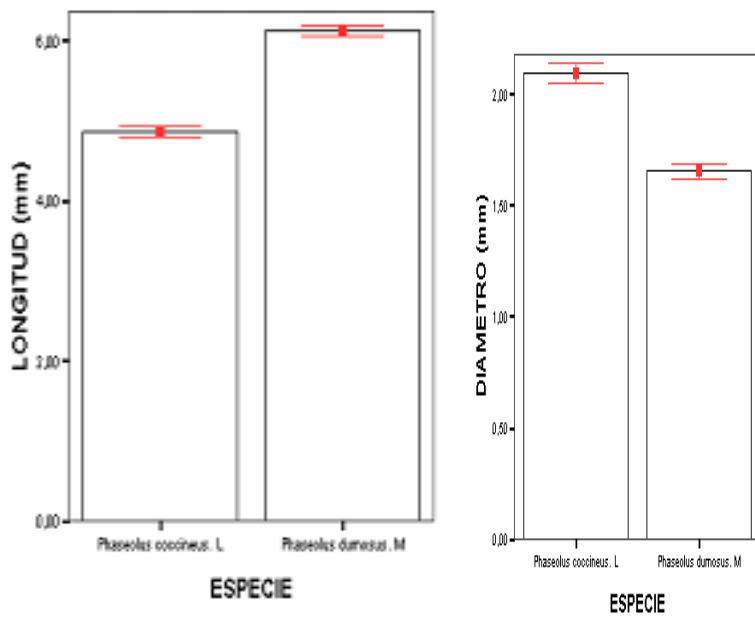 LONGITUD (mm)
6,00
4,00
2,00
0,00
Phaseolus coccineus. L
Phaseolus dumosus. M
ESPECIE
DIAMETRO (mm)
2,00
1,50
1,00
0,50
0,00
Phaseolus coccineus. L
Phaseolus dumosus. M
ESPECIE